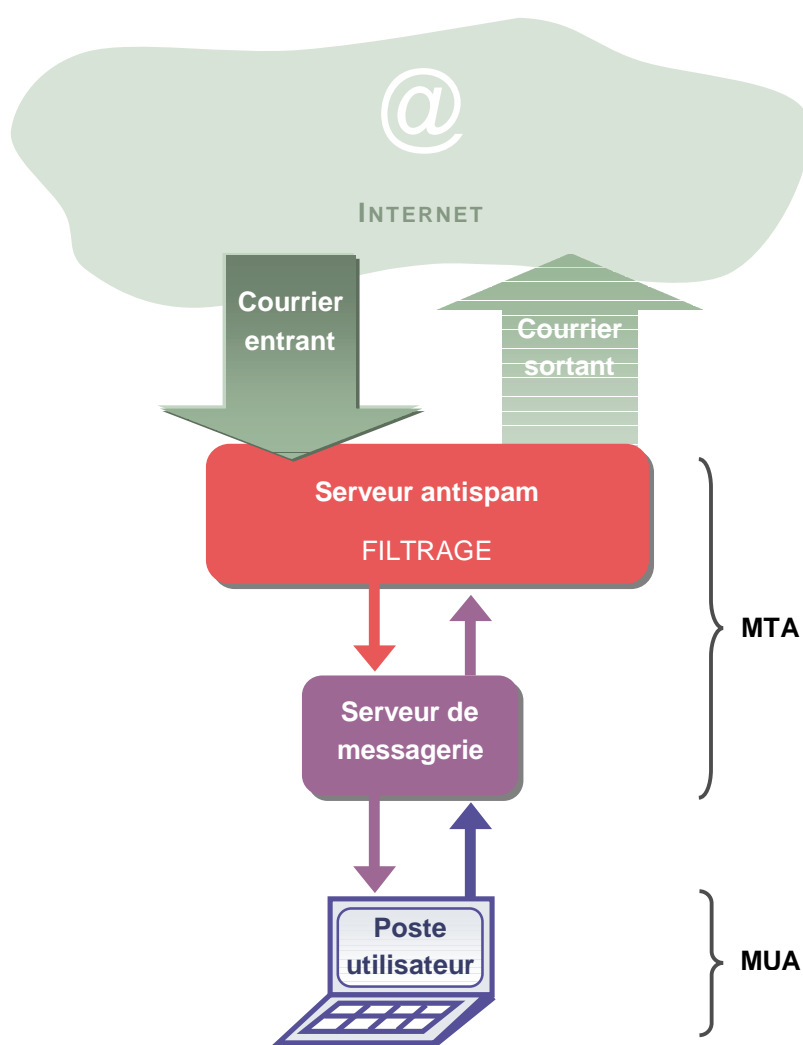 @
INTERNET
Courrier
entrant
Courrier
sortant
Serveur antispam
FILTRAGE
MTA
Serveur de
messagerie
Poste
utilisateur
MUA